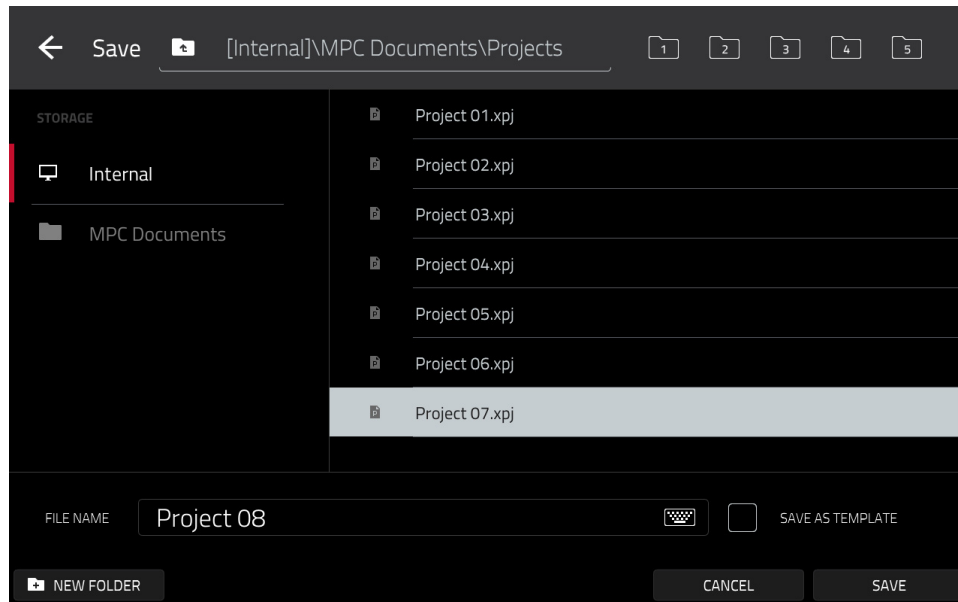 Save [Internal]\MPC Documents\Projects 1 2 3 4 5
STORAGE
Internal
MPC Documents
Project 01.xpj
Project 02.xpj
Project 03.xpj
Project 04.xpj
Project 05.xpj
Project 06.xpj
Project 07.xpj
FILE NAME Project 08 SAVE AS TEMPLATE
NEW FOLDER CANCEL SAVE